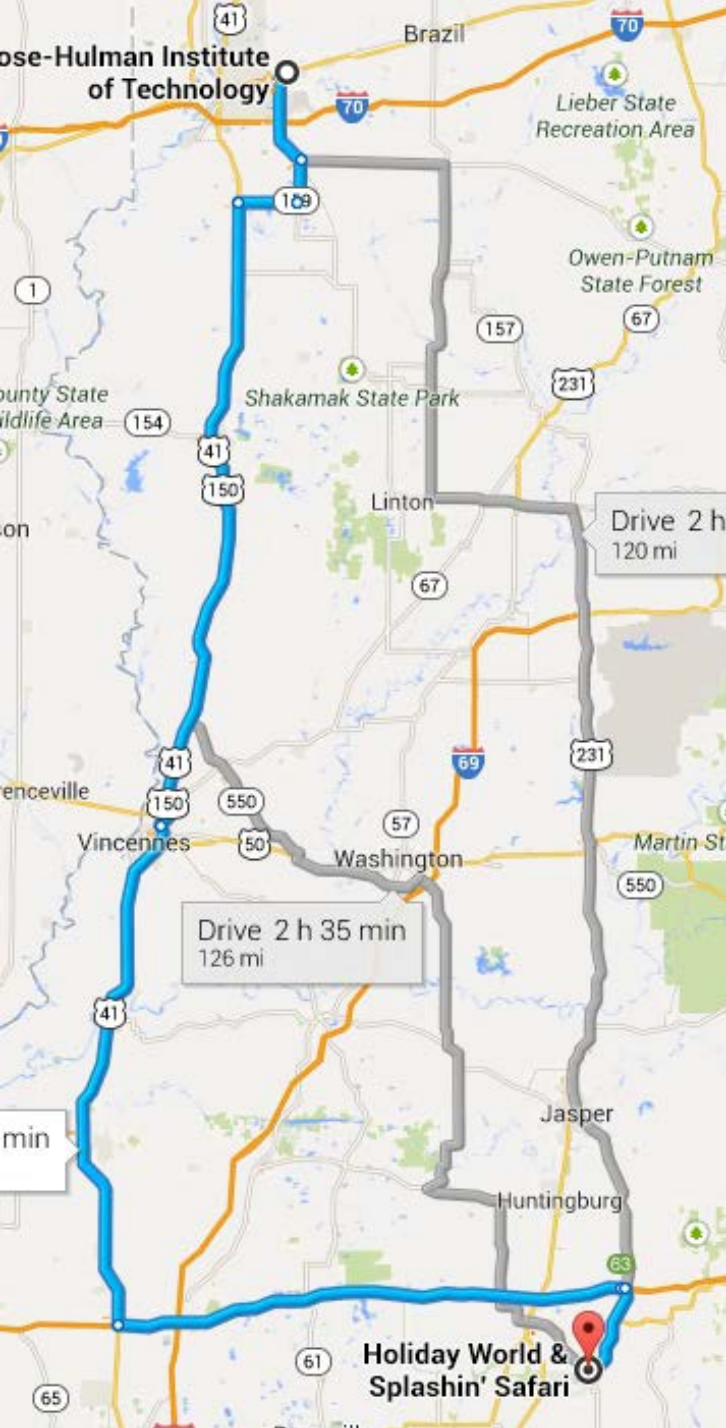 41
Brazil
70
ose-Hulman Institute
of Technology
70
Lieber State
Recreation Area
159
Owen-Putnam
State Forest
1
67
157
231
ounty State
ildlife Area
Shakamak State Park
154
41
150
Linton
on
Drive 2 h
120 mi
67
231
41
69
renceville
550
150
57
Vincennes
50
Washington
Martin St
550
Drive 2 h 35 min
126 mi
41
Jasper
min
Huntingburg
63
Holiday World &
Splashin' Safari
61
65